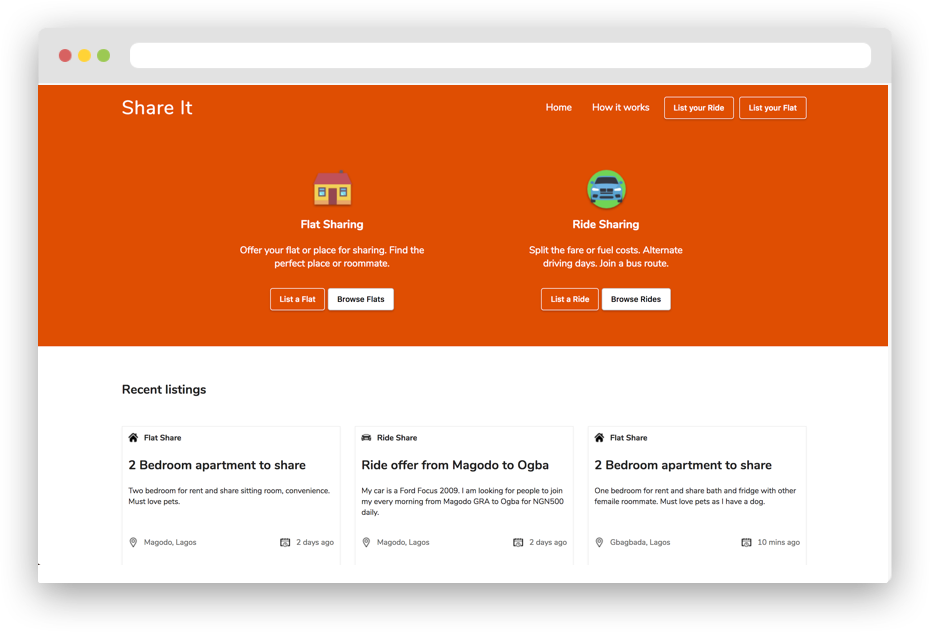 Share It
Home How it works List your Ride List your Flat
Flat Sharing
Offer your flat or place for sharing. Find the
perfect place or roommate.
List a Flat Browse Flats
Ride Sharing
Split the fare or fuel costs. Alternate
driving days. Join a bus route.
List a Ride Browse Rides
Recent listings
Flat Share
2 Bedroom apartment to share
Two bedroom for rent and share sitting room, convenience.
Must love pets.
Magodo, Lagos 2 days ago
Ride Share
Ride offer from Magodo to Ogba
My car is a Ford Focus 2009. I am looking for people to join
my every morning from Magodo GRA to Ogba for NGN500
daily.
Magodo, Lagos 2 days ago
Flat Share
2 Bedroom apartment to share
One bedroom for rent and share bath and fridge with other
femaile roommate. Must love pets as I have a dog.
Gbagbada, Lagos 10 mins ago